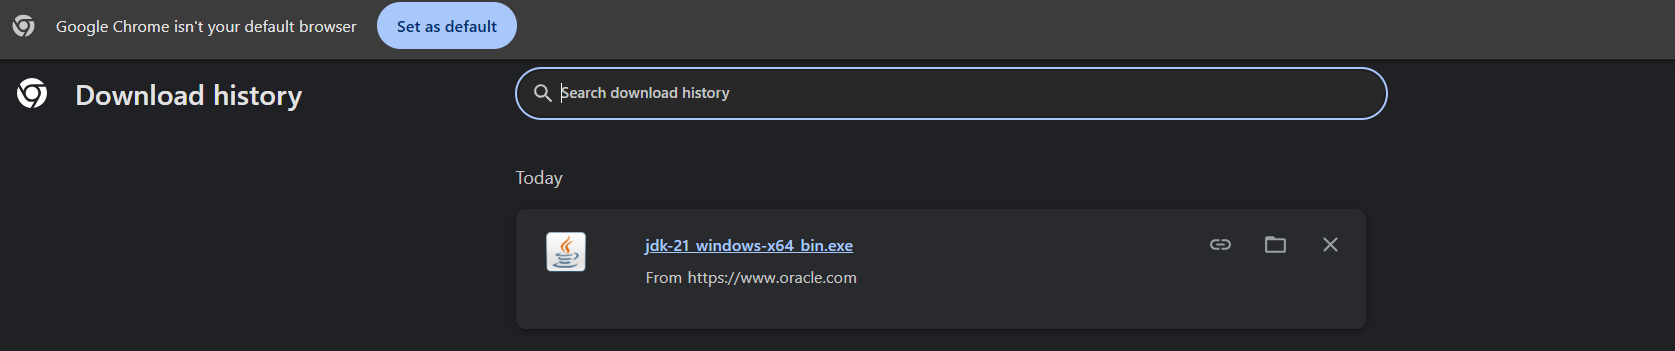 Google Chrome isn't your default browser Set as default
Download history
Search download history
Today
jdk-21_windows-x64_bin.exe
From https://www.oracle.com